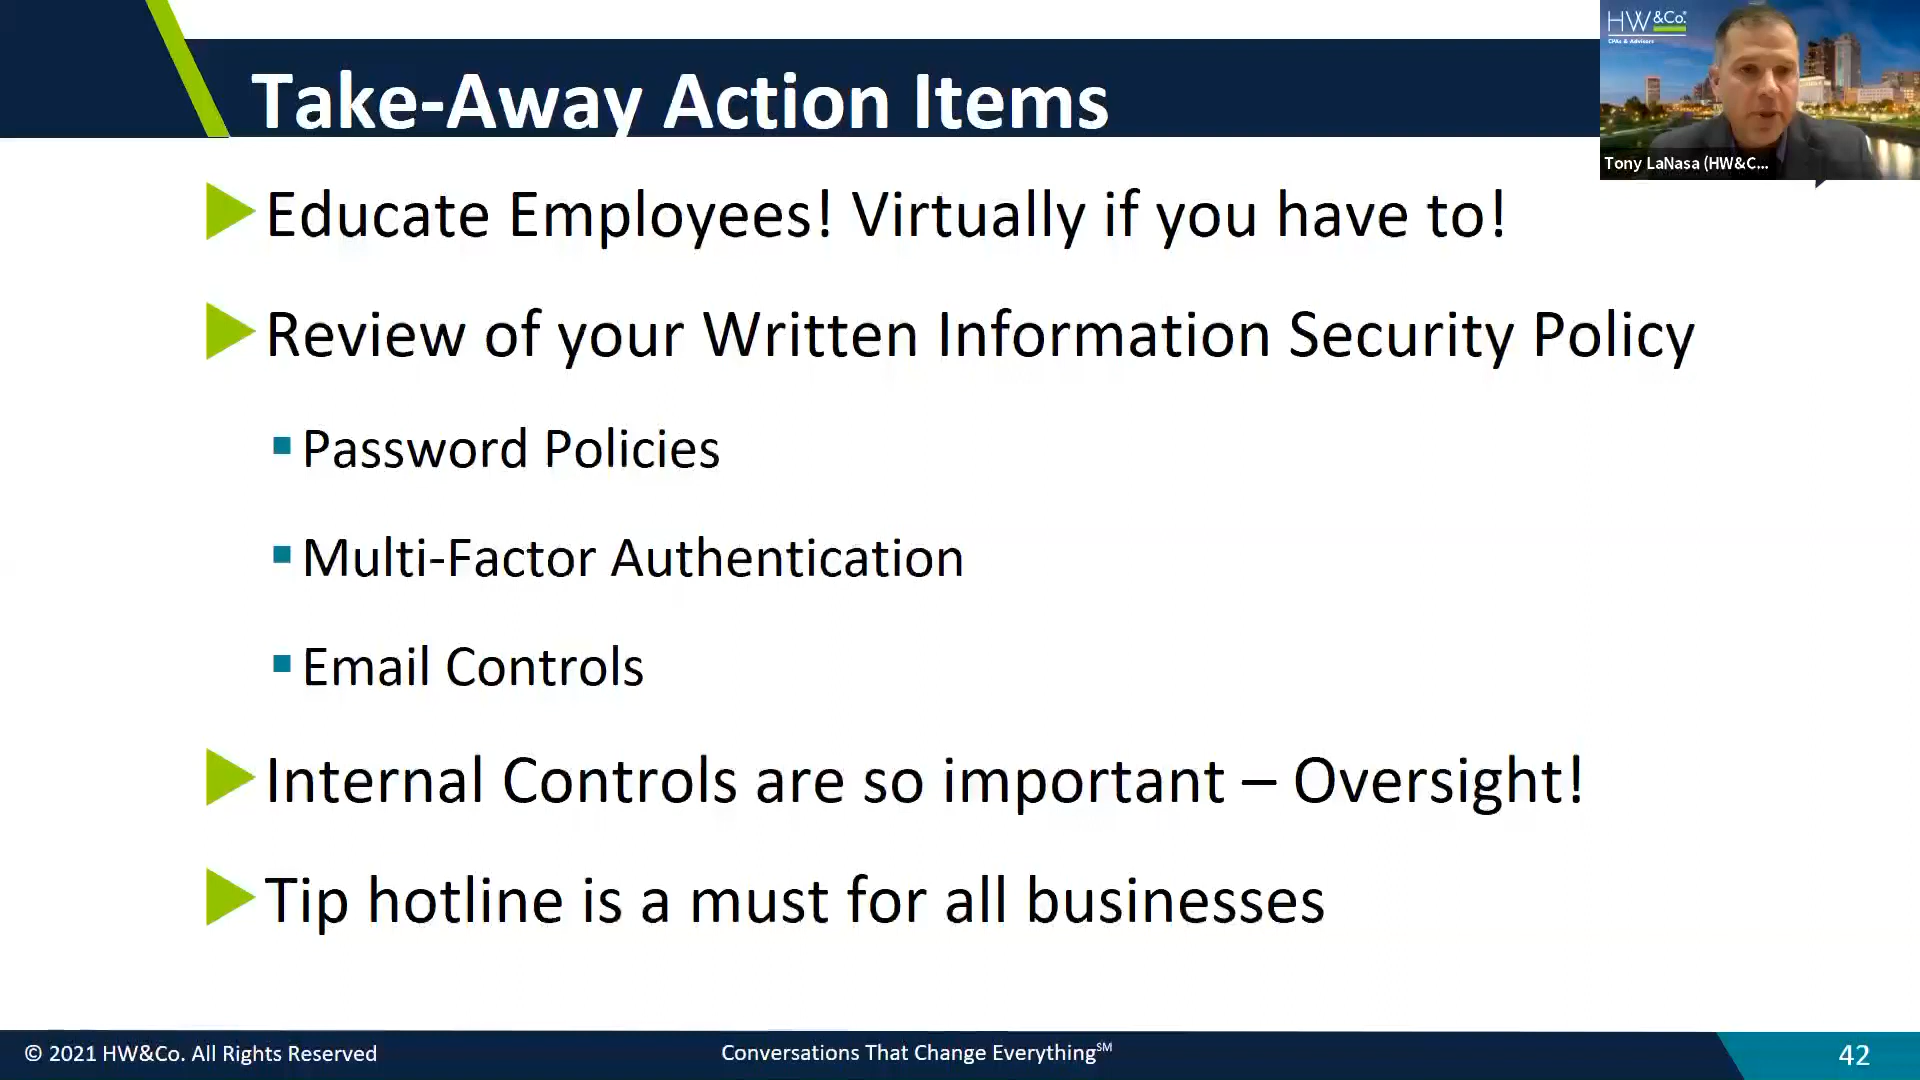 Take-Away Action Items
HW&Co.
CPAs & Advisors
Tony LaNasa (HW&C...
Educate Employees! Virtually if you have to!
Review of your Written Information Security Policy
Password Policies
Multi-Factor Authentication
Email Controls
Internal Controls are so important – Oversight!
Tip hotline is a must for all businesses
© 2021 HW&Co. All Rights Reserved
Conversations That Change Everything℠
42